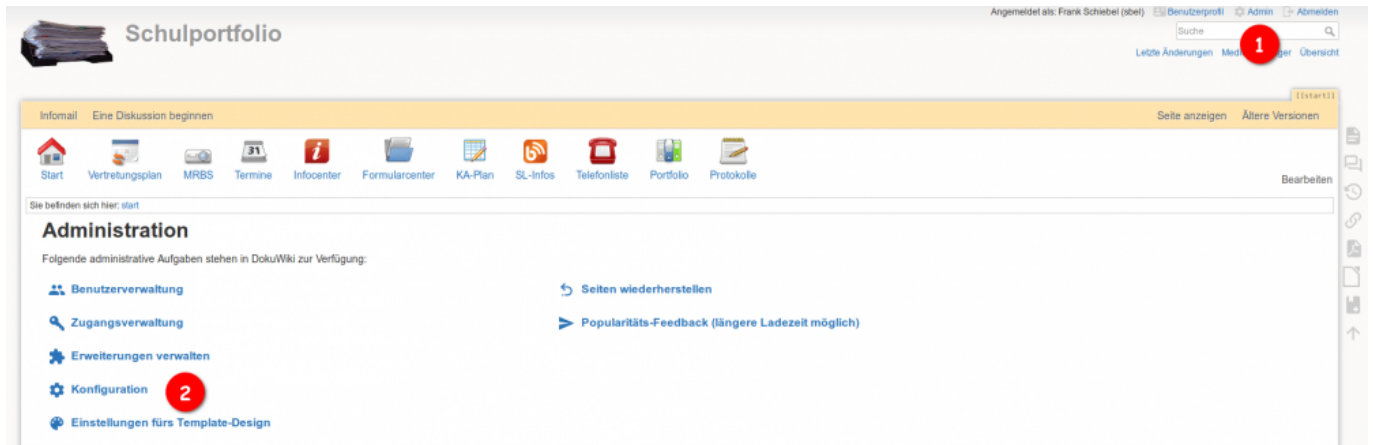 Angemeldet als: Frank Schiebel (sbel) Benutzerprofil Admin Abmelden
Schulportfolio
Suche
1
Letzte Änderungen Med ger Übersicht
[[start]]
Infomail Eine Diskussion beginnen Seite anzeigen Ältere Versionen
31
Start Vertretungsplan MRBS Termine Infocenter Formularcenter KA-Plan SL-Infos Telefonliste Portfolio Protokolle
Bearbeiten
Sie befinden sich hier: start
Administration
Folgende administrative Aufgaben stehen in DokuWiki zur Verfügung:
Benutzerverwaltung Seiten wiederherstellen
Zugangsverwaltung Popularitäts-Feedback (längere Ladezeit möglich)
Erweiterungen verwalten
Konfiguration 2
Einstellungen fürs Template-Design